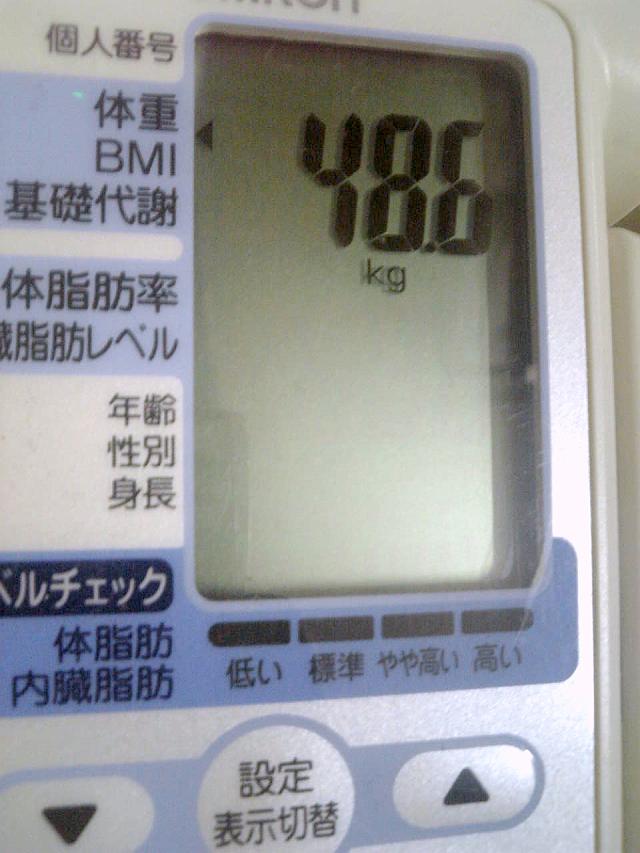 個人番号
体重
48.6
BMI
基礎代謝
kg
体脂肪率
脂肪レベル
年齢
性別
身長
ベルチェック
体脂肪
内臓脂肪
低い 標準 やや高い 高い
設定
表示切替